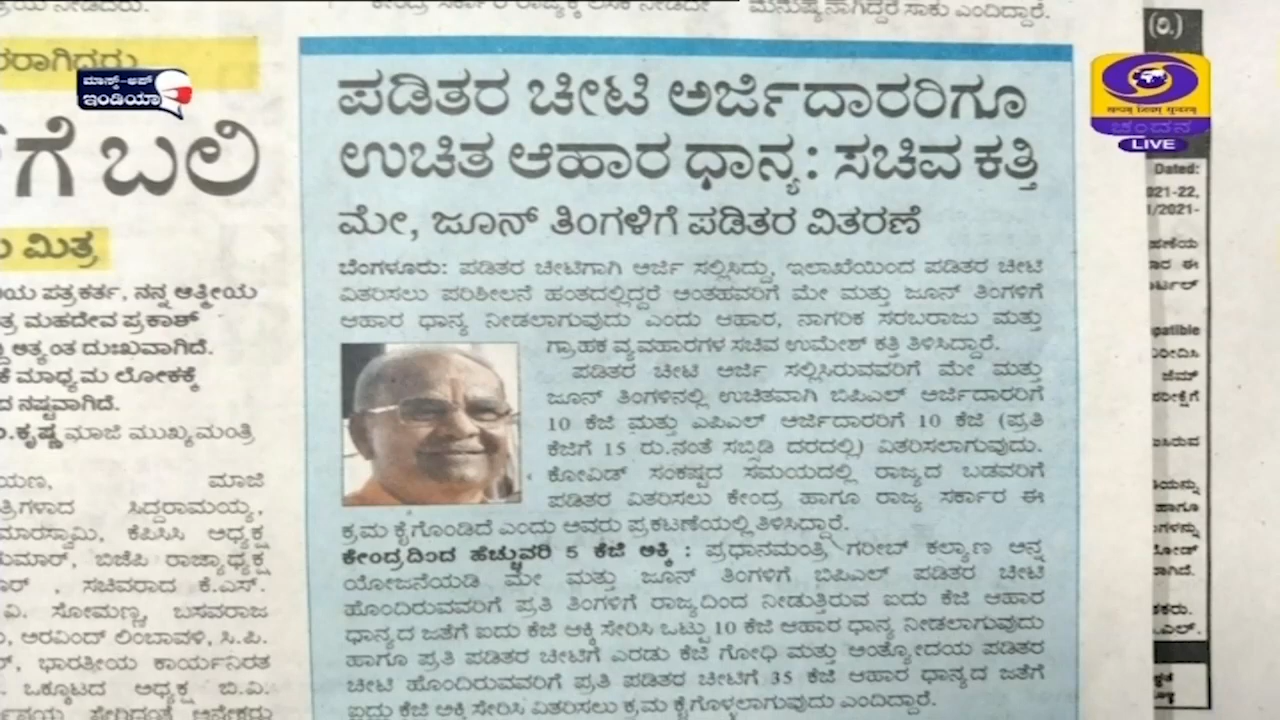 ಮನುಷ್ಯನಾಗಿದ್ದರೆ ಸಾಕು ಎಂದಿದ್ದಾರೆ.
ಮಾಸ್ಕ್-ಅಪ್
ಇಂಡಿಯಾ
ಗೆ ಬಲಿ
ಮಿತ್ರ
ಪತ್ರಕರ್ತ, ನನ್ನ ಆತ್ಮೀಯ
ಮಹದೇವ ಪ್ರಕಾಶ್
ಅತ್ಯಂತ ದುಃಖವಾಗಿದೆ.
ಮಾಧ್ಯಮ ಲೋಕಕ್ಕೆ
ನಷ್ಟವಾಗಿದೆ.
ಕೃಷ್ಣ ಮಾಜಿ ಮುಖ್ಯಮಂತ್ರಿ
ಮಾಜಿ
ಸಿದ್ದರಾಮಯ್ಯ,
ಕೆಪಿಸಿಸಿ ಅಧ್ಯಕ್ಷ
ಬಿಜೆಪಿ ರಾಜ್ಯಾಧ್ಯಕ್ಷ
ಸಚಿವರಾದ ಕೆ.ಎಸ್.
ವಿ. ಸೋಮಣ್ಣ, ಬಸವರಾಜ
ಅರವಿಂದ್ ಲಿಂಬಾವಳಿ, ಸಿ.ಪಿ.
ಭಾರತೀಯ ಕಾರ್ಯನಿರತ
ಒಕ್ಕೂಟದ ಅಧ್ಯಕ್ಷ ಬಿ.ವಿ.
ಪಡಿತರ ಚೀಟಿ ಅರ್ಜಿದಾರರಿಗೂ
ಉಚಿತ ಆಹಾರ ಧಾನ್ಯ: ಸಚಿವ ಕತ್ತಿ
ಮೇ, ಜೂನ್ ತಿಂಗಳಿಗೆ ಪಡಿತರ ವಿತರಣೆ
ಬೆಂಗಳೂರು: ಪಡಿತರ ಚೀಟಿಗಾಗಿ ಅರ್ಜಿ ಸಲ್ಲಿಸಿದ್ದು, ಇಲಾಖೆಯಿಂದ ಪಡಿತರ ಚೀಟಿ
ವಿತರಿಸಲು ಪರಿಶೀಲನೆ ಹಂತದಲ್ಲಿದ್ದರೆ ಅಂತಹವರಿಗೆ ಮೇ ಮತ್ತು ಜೂನ್ ತಿಂಗಳಿಗೆ
ಆಹಾರ ಧಾನ್ಯ ನೀಡಲಾಗುವುದು ಎಂದು ಆಹಾರ, ನಾಗರಿಕ ಸರಬರಾಜು ಮತ್ತು
ಗ್ರಾಹಕ ವ್ಯವಹಾರಗಳ ಸಚಿವ ಉಮೇಶ್ ಕತ್ತಿ ತಿಳಿಸಿದ್ದಾರೆ.
ಪಡಿತರ ಚೀಟಿ ಅರ್ಜಿ ಸಲ್ಲಿಸಿರುವವರಿಗೆ ಮೇ ಮತ್ತು
ಜೂನ್ ತಿಂಗಳಿನಲ್ಲಿ ಉಚಿತವಾಗಿ ಬಿಪಿಎಲ್ ಅರ್ಜಿದಾರರಿಗೆ
10 ಕೆಜಿ ಮತ್ತು ಎಪಿಎಲ್ ಅರ್ಜಿದಾರರಿಗೆ 10 ಕೆಜಿ (ಪ್ರತಿ
ಕೆಜಿಗೆ 15 ರು.ನಂತೆ ಸಬ್ಸಿಡಿ ದರದಲ್ಲಿ) ವಿತರಿಸಲಾಗುವುದು.
ಕೋವಿಡ್ ಸಂಕಷ್ಟದ ಸಮಯದಲ್ಲಿ ರಾಜ್ಯದ ಬಡವರಿಗೆ
ಪಡಿತರ ವಿತರಿಸಲು ಕೇಂದ್ರ ಹಾಗೂ ರಾಜ್ಯ ಸರ್ಕಾರ ಈ
ಕ್ರಮ ಕೈಗೊಂಡಿದೆ ಎಂದು ಅವರು ಪ್ರಕಟಣೆಯಲ್ಲಿ ತಿಳಿಸಿದ್ದಾರೆ.
ಕೇಂದ್ರದಿಂದ ಹೆಚ್ಚುವರಿ 5 ಕೆಜಿ ಅಕ್ಕಿ : ಪ್ರಧಾನಮಂತ್ರಿ ಗರೀಬ್ ಕಲ್ಯಾಣ ಅನ್ನ
ಯೋಜನೆಯಡಿ ಮೇ ಮತ್ತು ಜೂನ್ ತಿಂಗಳಿಗೆ ಬಿಪಿಎಲ್ ಪಡಿತರ ಚೀಟಿ
ಹೊಂದಿರುವವರಿಗೆ ಪ್ರತಿ ತಿಂಗಳಿಗೆ ರಾಜ್ಯದಿಂದ ನೀಡುತ್ತಿರುವ ಐದು ಕೆಜಿ ಆಹಾರ
ಧಾನ್ಯದ ಜತೆಗೆ ಐದು ಕೆಜಿ ಅಕ್ಕಿ ಸೇರಿಸಿ ಒಟ್ಟು 10 ಕೆಜಿ ಆಹಾರ ಧಾನ್ಯ ನೀಡಲಾಗುವುದು
ಹಾಗೂ ಪ್ರತಿ ಪಡಿತರ ಚೀಟಿಗೆ ಎರಡು ಕೆಜಿ ಗೋಧಿ ಮತ್ತು ಅಂತ್ಯೋದಯ ಪಡಿತರ
ಚೀಟಿ ಹೊಂದಿರುವವರಿಗೆ ಪ್ರತಿ ಪಡಿತರ ಚೀಟಿಗೆ 35 ಕೆಜಿ ಆಹಾರ ಧಾನ್ಯದ ಜತೆಗೆ
ಐದು ಕೆಜಿ ಅಕ್ಕಿ ಸೇರಿಸಿ ವಿತರಿಸಲು ಕ್ರಮ ಕೈಗೊಳ್ಳಲಾಗುವುದು ಎಂದಿದ್ದಾರೆ.
ಚಂದನ
LIVE
Dated:
021-22,
1/2021-